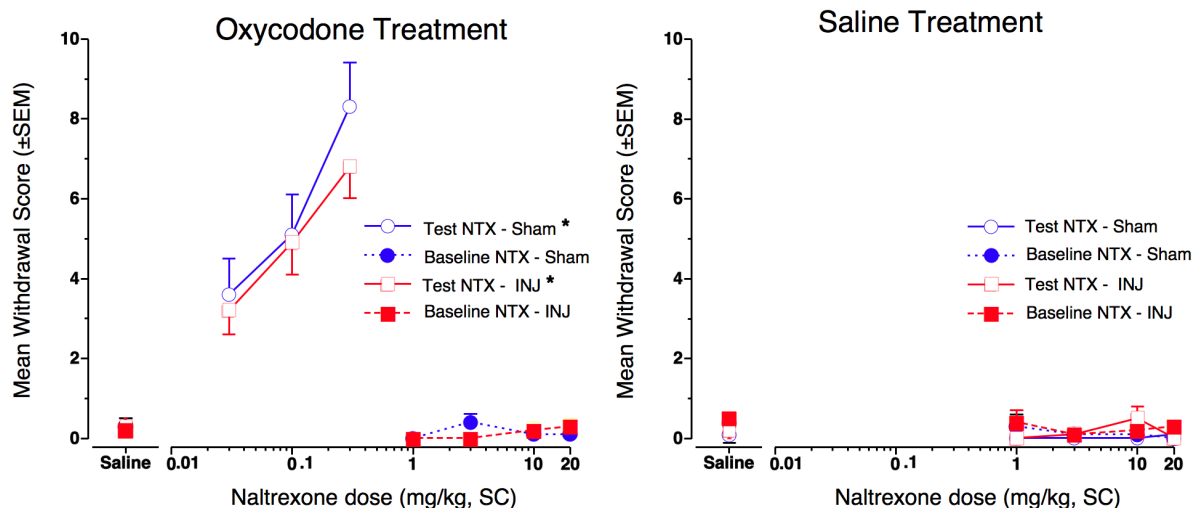 Oxycodone Treatment
Mean Withdrawal Score (±SEM)
10
8
6
4
2
0
Test NTX - Sham *
Baseline NTX - Sham
Test NTX - INJ *
Baseline NTX - INJ
Saline
0.01
0.1
1
10
20
Naltrexone dose (mg/kg, SC)
Saline Treatment
Mean Withdrawal Score (±SEM)
10
8
6
4
2
0
Test NTX - Sham
Baseline NTX - Sham
Test NTX - INJ
Baseline NTX - INJ
Saline
0.01
0.1
1
10
20
Naltrexone dose (mg/kg, SC)